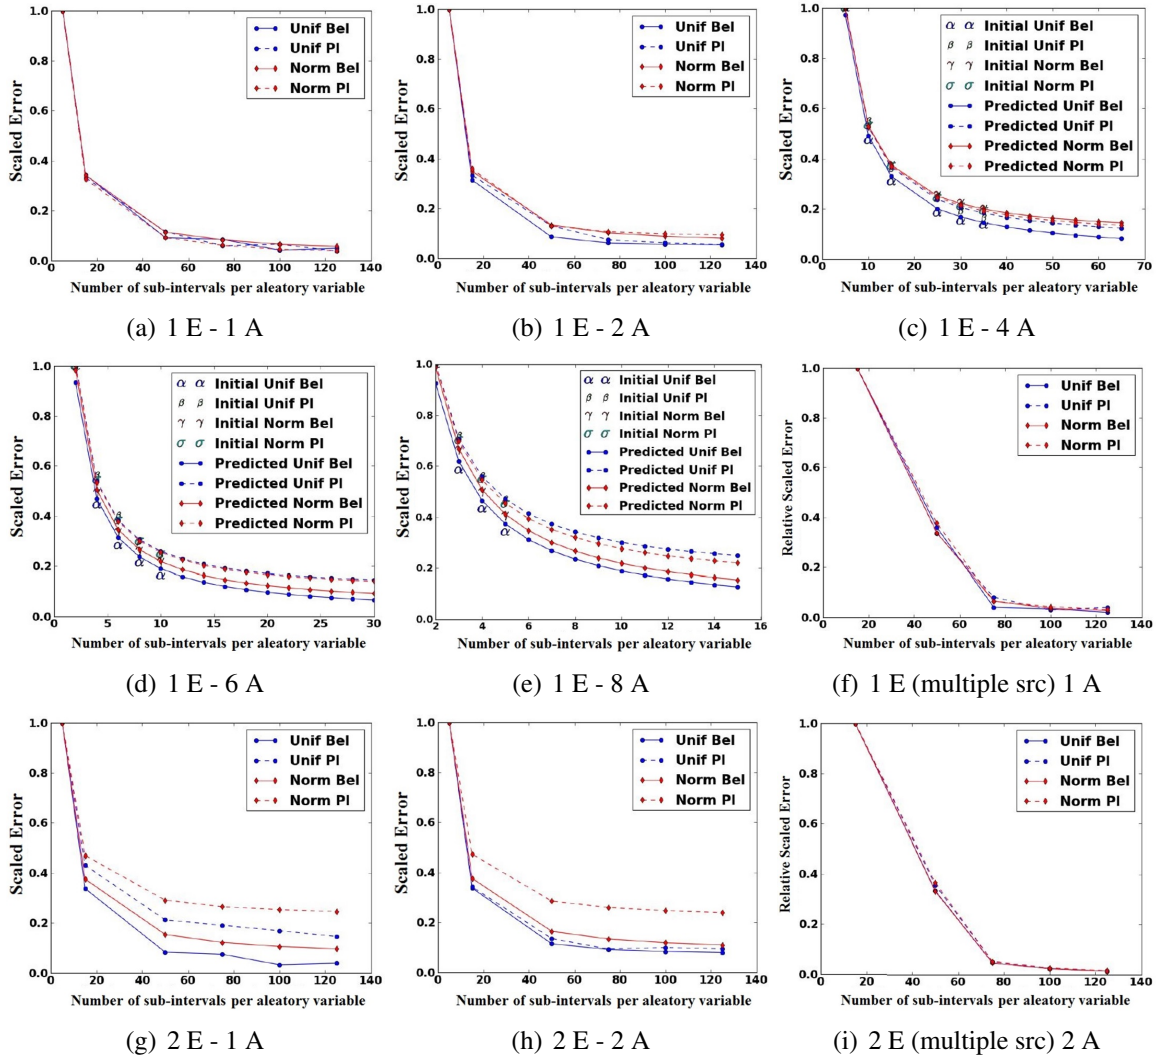 Scaled Error
1.0
0.8
0.6
0.4
0.2
0.0
0 20 40 60 80 100 120 140
Unif Bel
Unif Pl
Norm Bel
Norm Pl
Number of sub-intervals per aleatory variable
(a) 1 E - 1 A
Scaled Error
1.0
0.8
0.6
0.4
0.2
0.0
0 20 40 60 80 100 120 140
Unif Bel
Unif Pl
Norm Bel
Norm Pl
Number of sub-intervals per aleatory variable
(b) 1 E - 2 A
Scaled Error
1.0
0.8
0.6
0.4
0.2
0.0
0 10 20 30 40 50 60 70
α α Initial Unif Bel
β β Initial Unif Pl
γ γ Initial Norm Bel
σ σ Initial Norm Pl
Predicted Unif Bel
Predicted Unif Pl
Predicted Norm Bel
Predicted Norm Pl
Number of sub-intervals per aleatory variable
(c) 1 E - 4 A
Scaled Error
1.0
0.8
0.6
0.4
0.2
0.0
0 5 10 15 20 25 30
α α Initial Unif Bel
β β Initial Unif Pl
γ γ Initial Norm Bel
σ σ Initial Norm Pl
Predicted Unif Bel
Predicted Unif Pl
Predicted Norm Bel
Predicted Norm Pl
Number of sub-intervals per aleatory variable
(d) 1 E - 6 A
Scaled Error
1.0
0.8
0.6
0.4
0.2
0.0
2 4 6 8 10 12 14 16
α α Initial Unif Bel
β β Initial Unif Pl
γ γ Initial Norm Bel
σ σ Initial Norm Pl
Predicted Unif Bel
Predicted Unif Pl
Predicted Norm Bel
Predicted Norm Pl
Number of sub-intervals per aleatory variable
(e) 1 E - 8 A
Relative Scaled Error
1.0
0.8
0.6
0.4
0.2
0.0
0 20 40 60 80 100 120 140
Unif Bel
Unif Pl
Norm Bel
Norm Pl
Number of sub-intervals per aleatory variable
(f) 1 E (multiple src) 1 A
Scaled Error
1.0
0.8
0.6
0.4
0.2
0.0
0 20 40 60 80 100 120 140
Unif Bel
Unif Pl
Norm Bel
Norm Pl
Number of sub-intervals per aleatory variable
(g) 2 E - 1 A
Scaled Error
1.0
0.8
0.6
0.4
0.2
0.0
0 20 40 60 80 100 120 140
Unif Bel
Unif Pl
Norm Bel
Norm Pl
Number of sub-intervals per aleatory variable
(h) 2 E - 2 A
Relative Scaled Error
1.0
0.8
0.6
0.4
0.2
0.0
0 20 40 60 80 100 120 140
Unif Bel
Unif Pl
Norm Bel
Norm Pl
Number of sub-intervals per aleatory variable
(i) 2 E (multiple src) 2 A